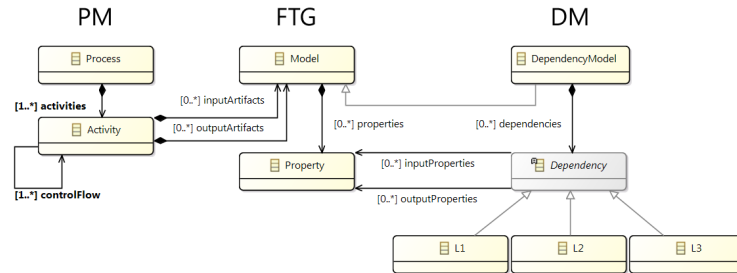 PM FTG DM
Process Model DependencyModel
[1..*] activities
[0..*] inputArtifacts
[0..*] outputArtifacts
[0..*] properties
[0..*] dependencies
Activity
Property
[0..*] inputProperties
Dependency
[1..*] controlFlow
[0..*] outputProperties
L1 L2 L3